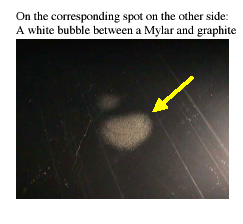 On the corresponding spot on the other side:
A white bubble between a Mylar and graphite